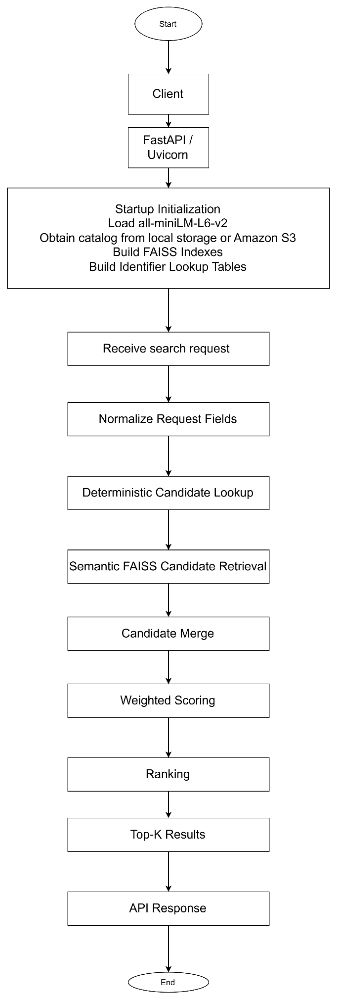 Start
Client
FastAPI /
Uvicorn
Startup Initialization
Load all-miniLM-L6-v2
Obtain catalog from local storage or Amazon S3
Build FAISS Indexes
Build Identifier Lookup Tables
Receive search request
Normalize Request Fields
Deterministic Candidate Lookup
Semantic FAISS Candidate Retrieval
Candidate Merge
Weighted Scoring
Ranking
Top-K Results
API Response
End